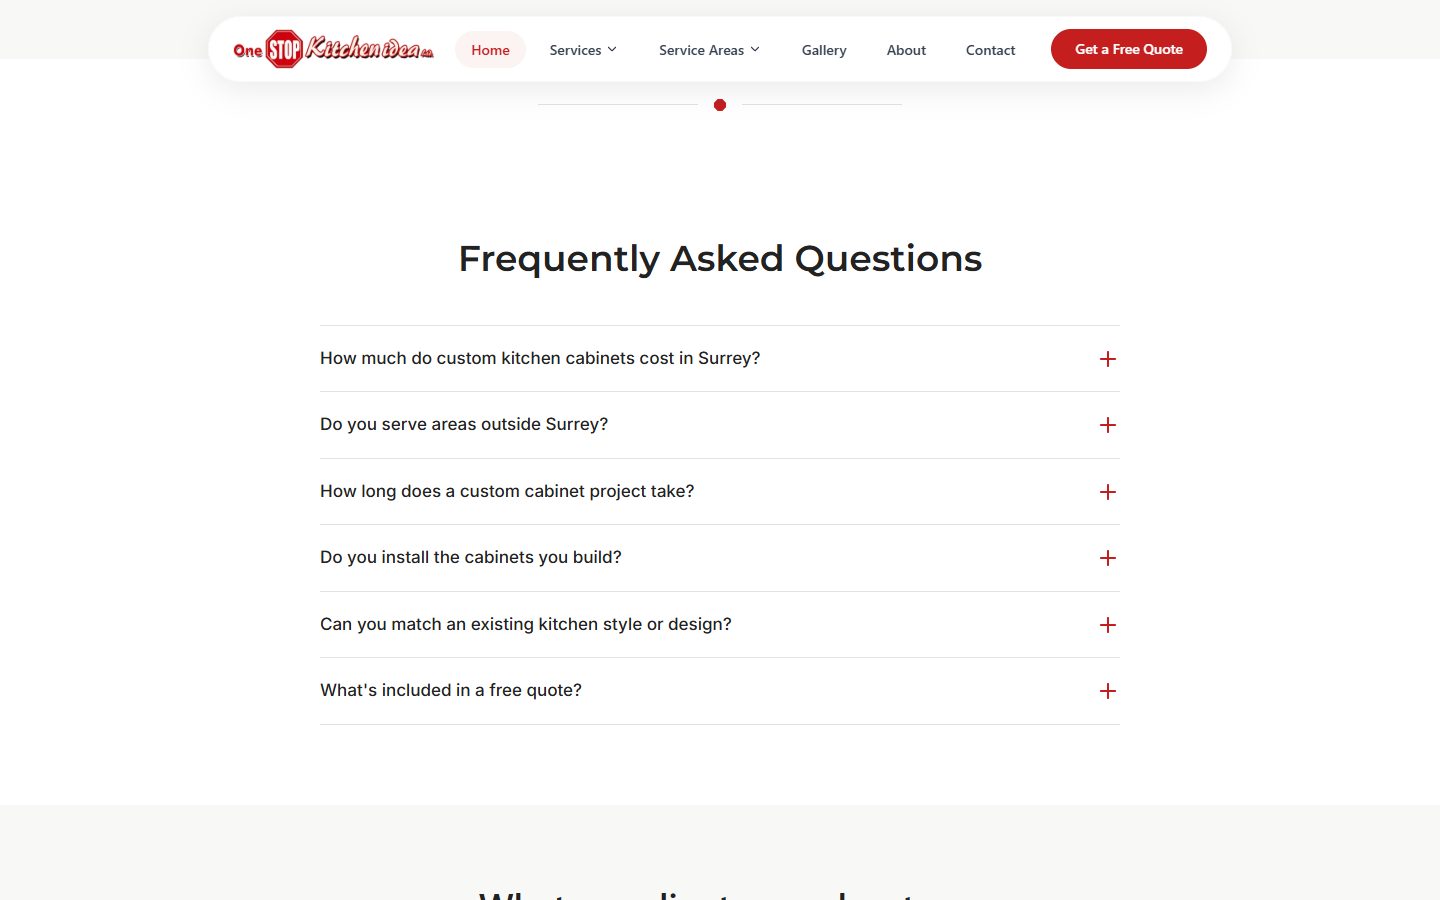 One STOP Kitchen idea Ltd.
Home
Services
Service Areas
Gallery
About
Contact
Get a Free Quote
Frequently Asked Questions
How much do custom kitchen cabinets cost in Surrey?
Do you serve areas outside Surrey?
How long does a custom cabinet project take?
Do you install the cabinets you build?
Can you match an existing kitchen style or design?
What's included in a free quote?